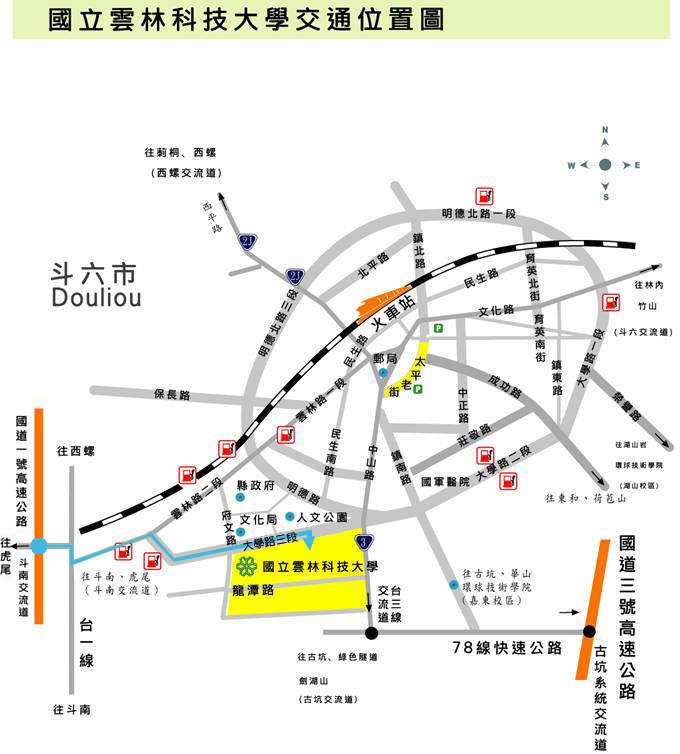 國立雲林科技大學交通位置圖
N
W
E
S
往莿桐、西螺
(西螺交流道)
西平路
21
21
斗六市
Douliou
明德北路一段
北平路
鎮北路
育英北街
民生路
往林內
竹山
(斗六交流道)
明德北路三段
火車站
文化路
育英南街
大學路一段
民生路
郵局
太平老街
P
P
成功路
鎮東路
榮譽路
保長路
雲林路一段
中正路
莊敬路
民生南路
中山路
鎮南路
國軍醫院
大學路二段
往湖山岩
環球技術學院
(湖山校區)
往東和、荷苞山
國道一號高速公路
往西螺
雲林路二段
縣政府
明德路
府文路
文化局
人文公園
大學路三段
3
往虎尾
斗南交流道
往斗南、虎尾
(斗南交流道)
國立雲林科技大學
龍潭路
台一線
台三線
交流道
往古坑、華山
環球技術學院
(嘉東校區)
國道三號高速公路
78線快速公路
古坑系統交流道
往古坑、綠色隧道
劍湖山
(古坑交流道)
往斗南